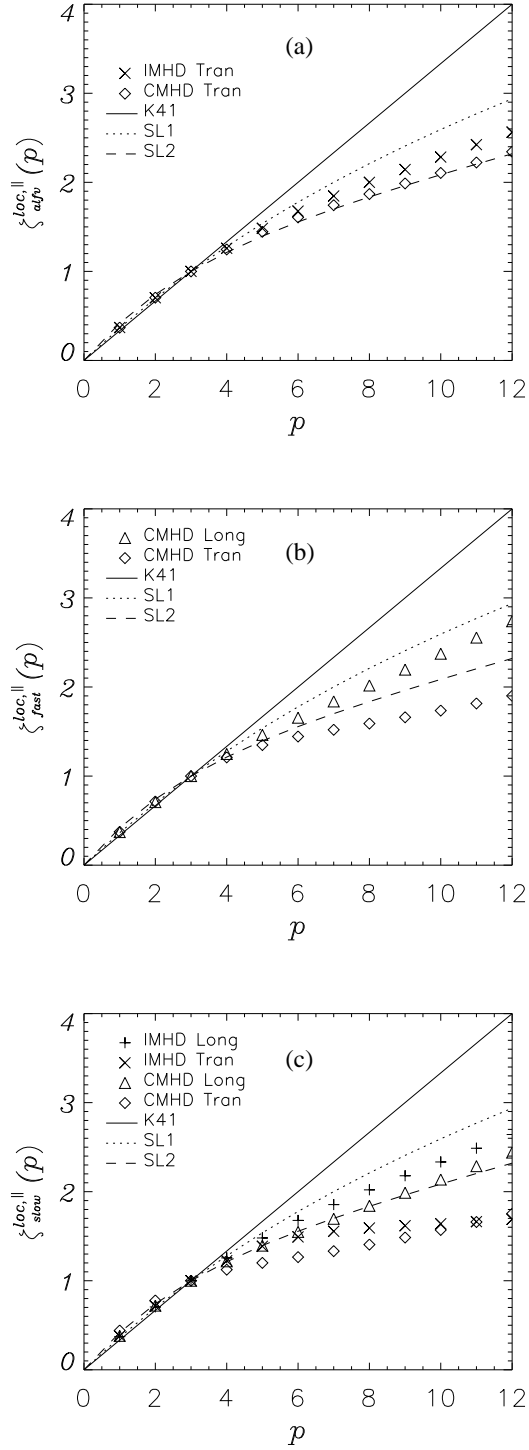 4
3
2
1
0
(a)
IMHD Tran
CMHD Tran
K41
SL1
SL2
ζ^{loc,||}_{alfv}(p)
0 2 4 6 8 10 12
p
4
3
2
1
0
(b)
CMHD Long
CMHD Tran
K41
SL1
SL2
ζ^{loc,||}_{fast}(p)
0 2 4 6 8 10 12
p
4
3
2
1
0
(c)
IMHD Long
IMHD Tran
CMHD Long
CMHD Tran
K41
SL1
SL2
ζ^{loc,||}_{slow}(p)
0 2 4 6 8 10 12
p